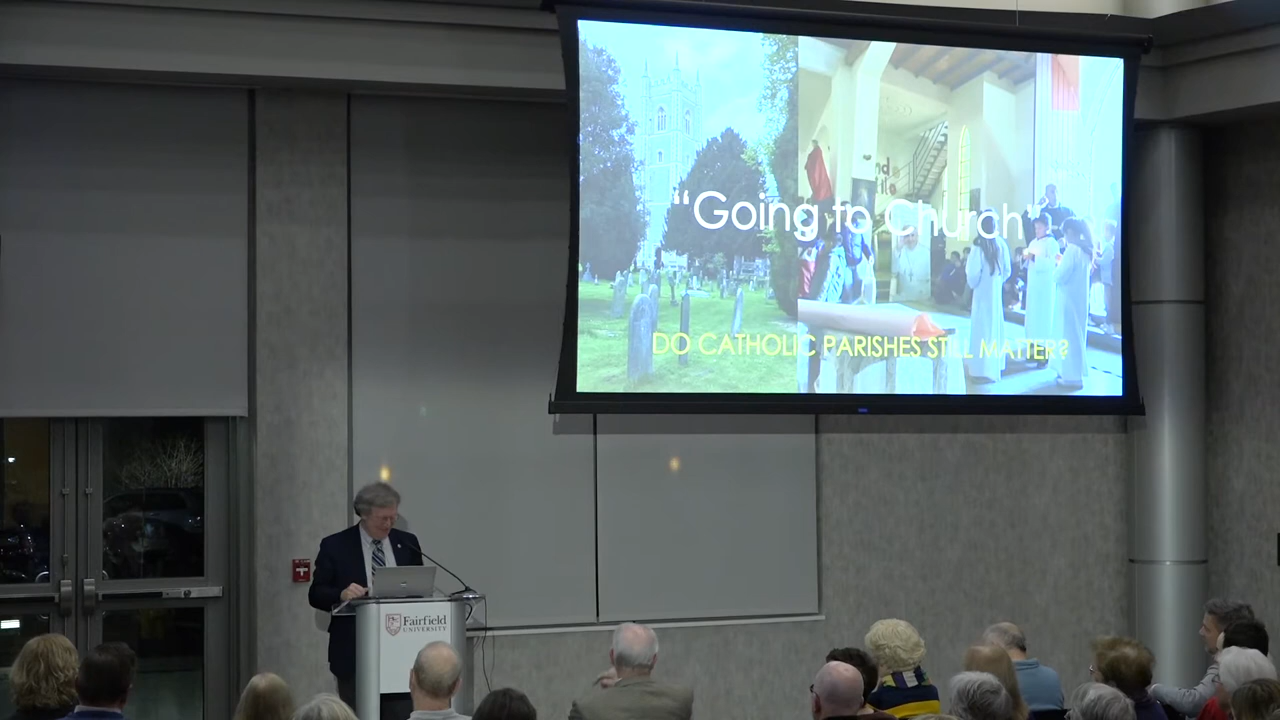 “Going to Church”
DO CATHOLIC PARISHES STILL MATTER?
Fairfield
UNIVERSITY